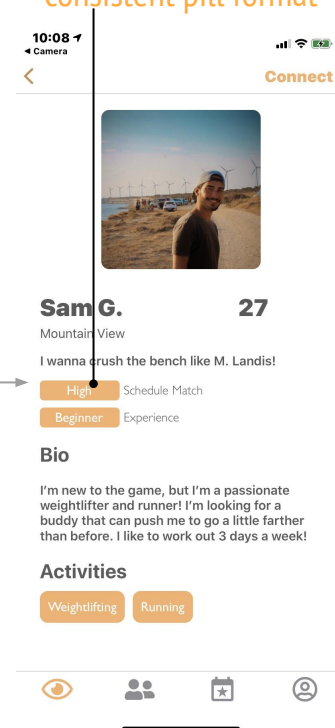 consistent pill format
10:08
Camera
Connect
Sam G. 27
Mountain View
I wanna crush the bench like M. Landis!
High Schedule Match
Beginner Experience
Bio
I'm new to the game, but I'm a passionate
weightlifter and runner! I'm looking for a
buddy that can push me to go a little farther
than before. I like to work out 3 days a week!
Activities
Weightlifting Running